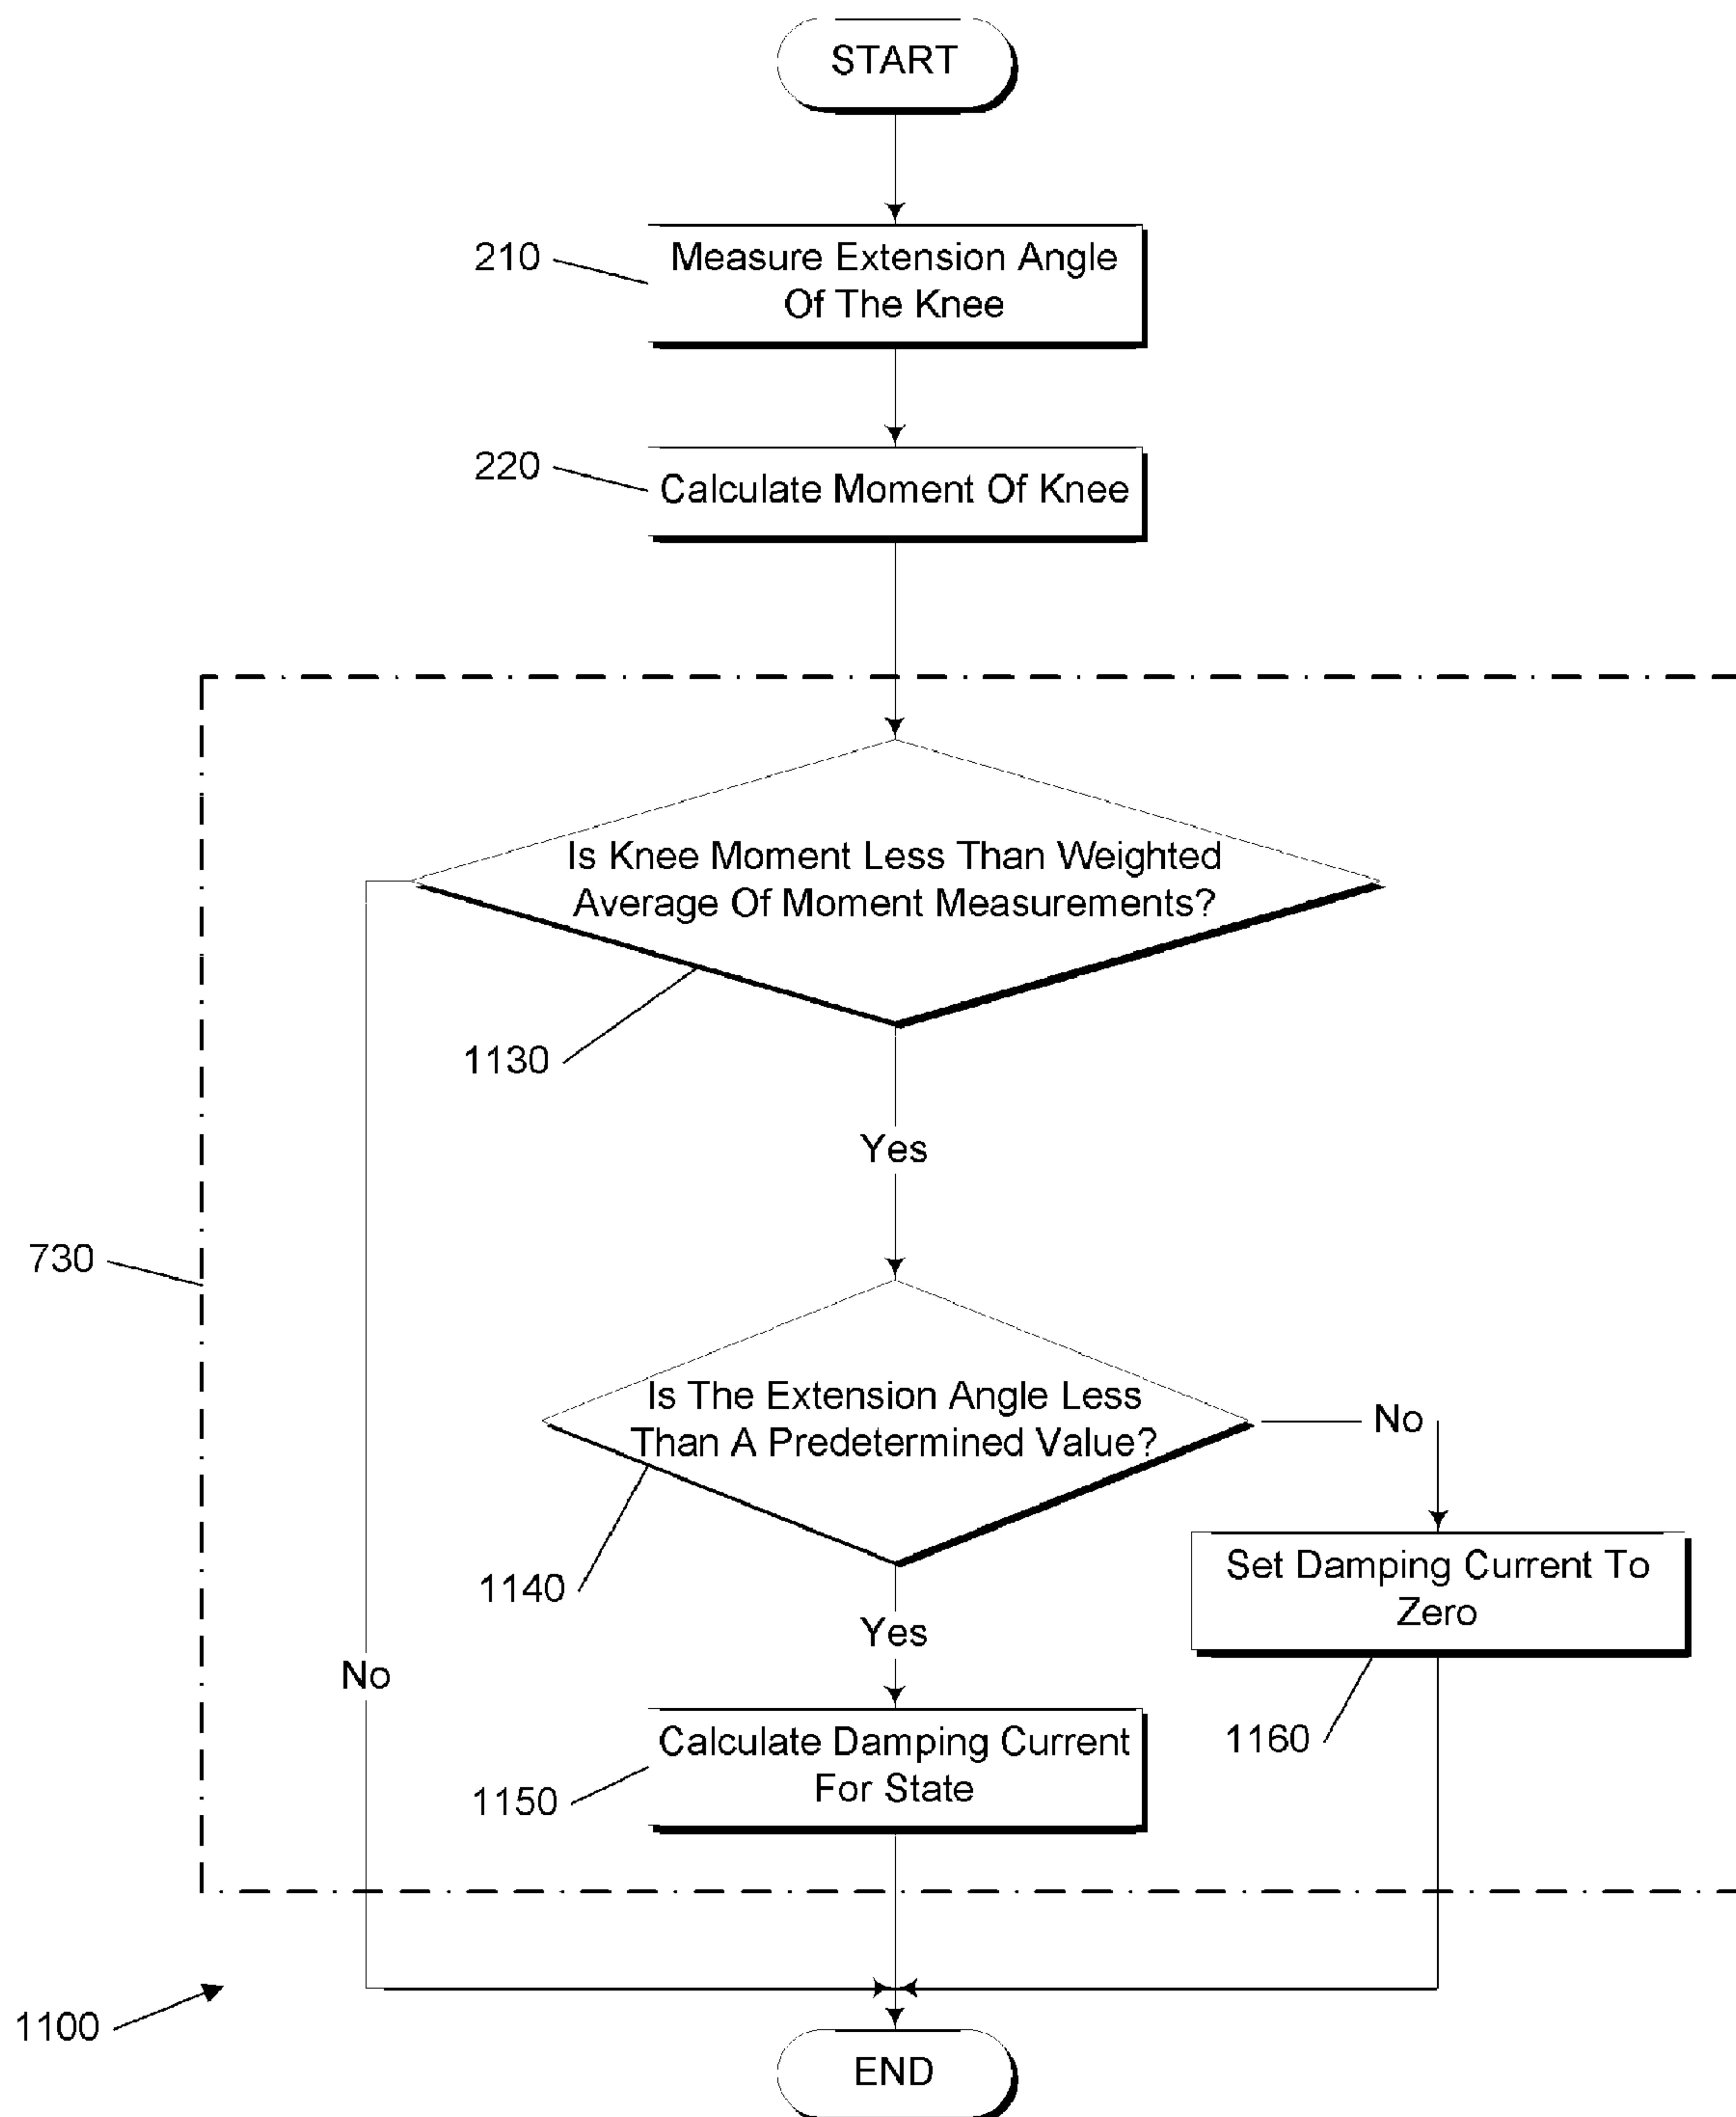 START
210
Measure Extension Angle
Of The Knee
220
Calculate Moment Of Knee
Is Knee Moment Less Than Weighted
Average Of Moment Measurements?
1130
Yes
730
Is The Extension Angle Less
Than A Predetermined Value?
No
1140
Set Damping Current To
Zero
Yes
No
1160
Calculate Damping Current
For State
1150
1100
END